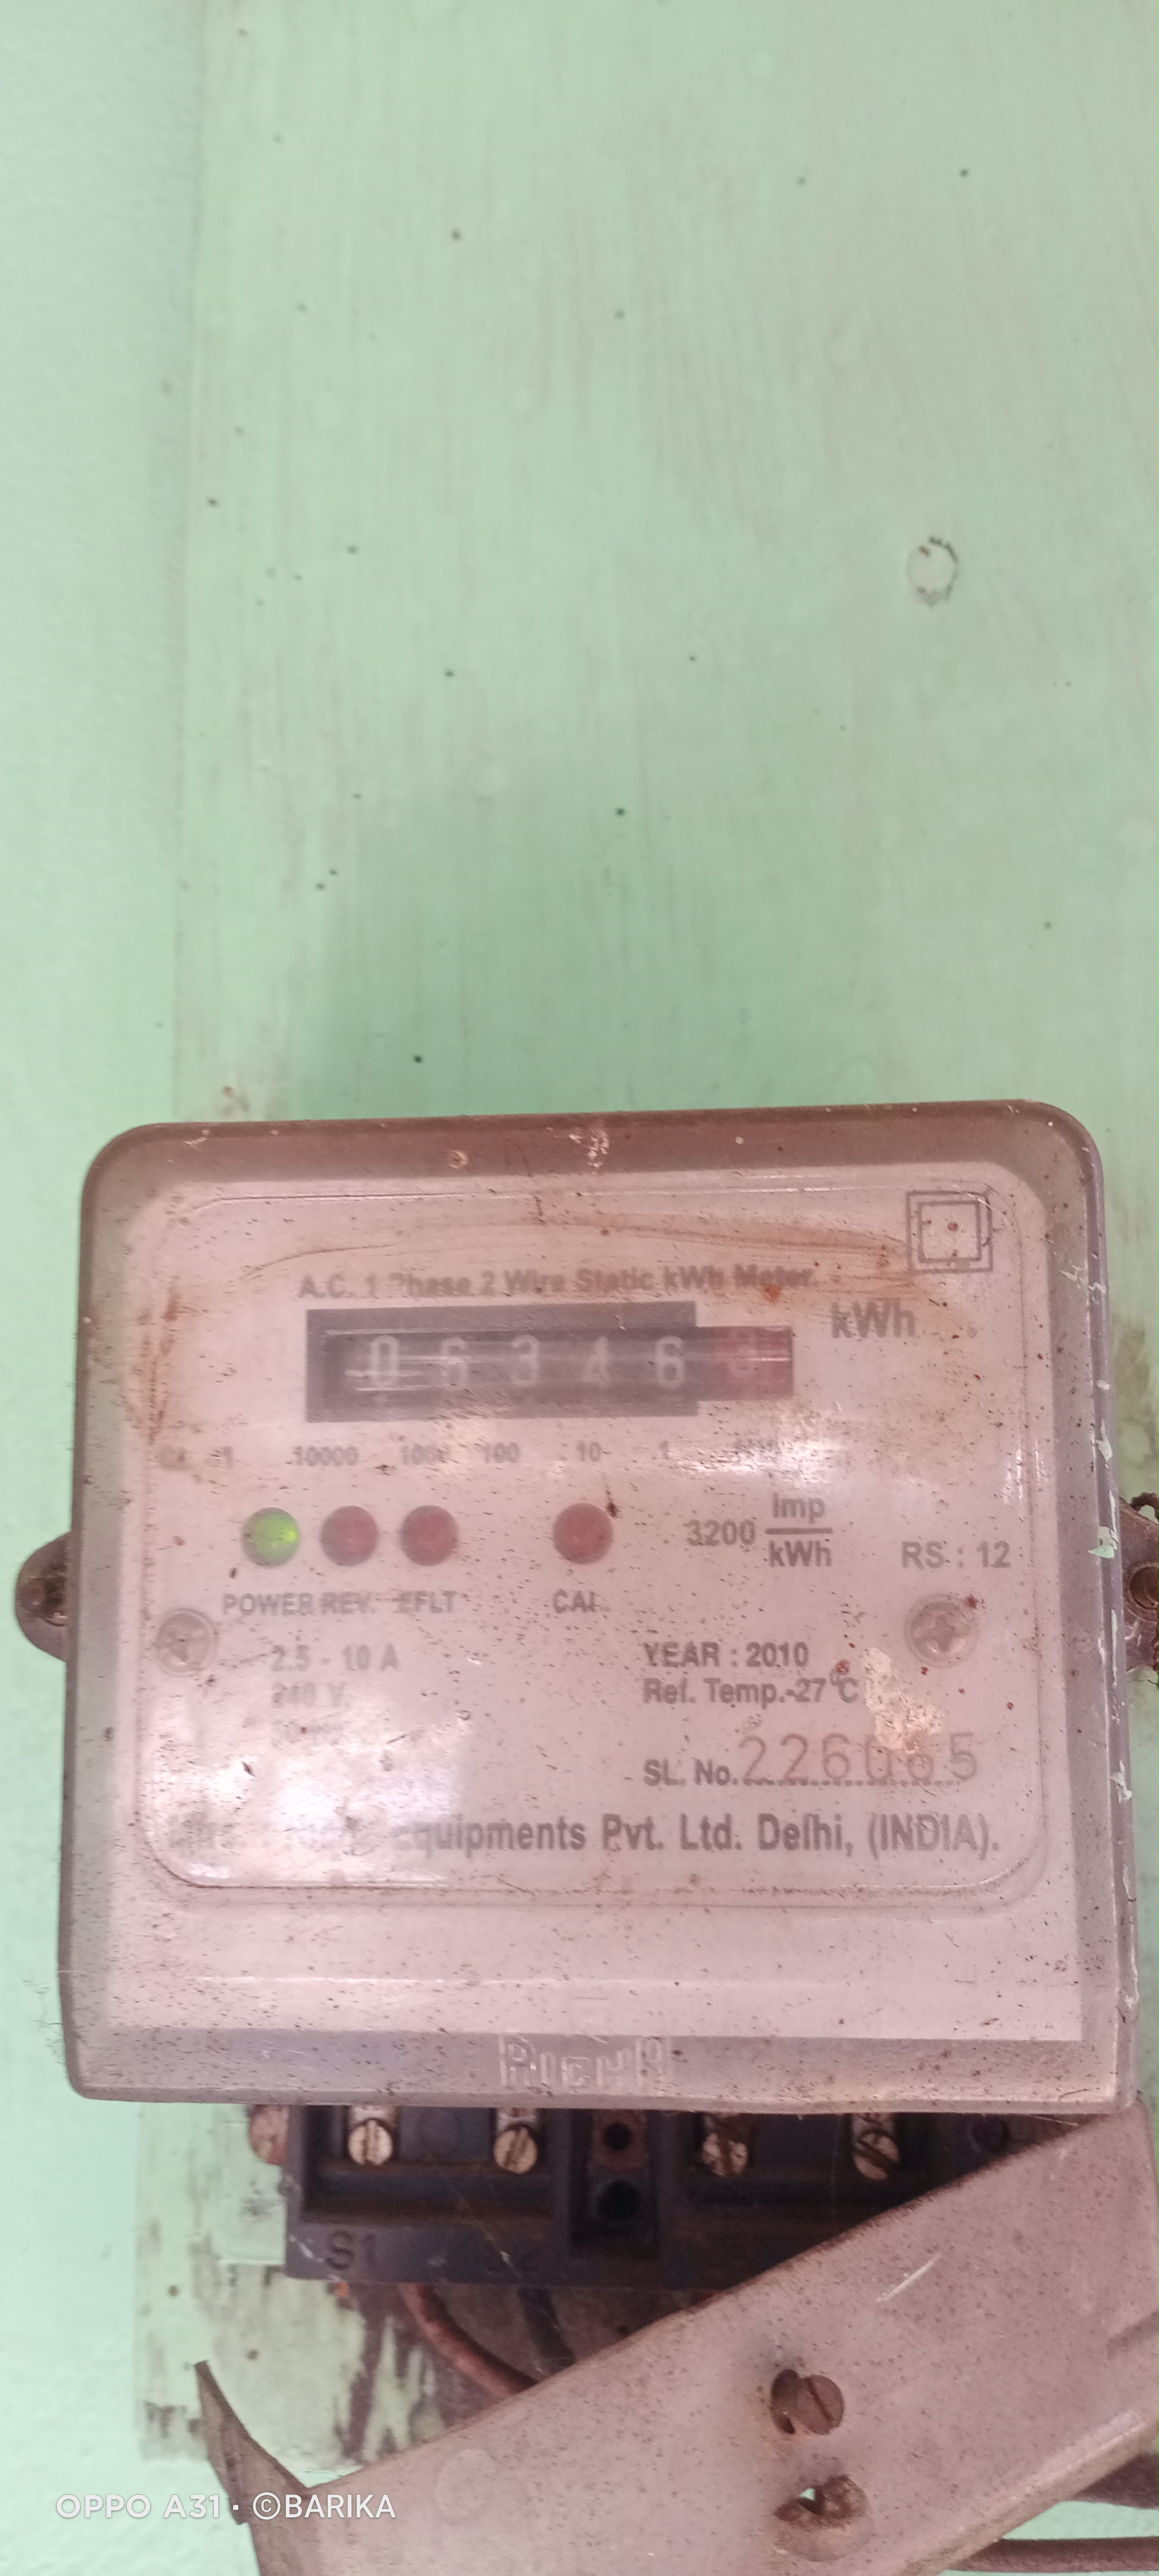 A.C. 1 Phase 2 Wire Static kWh Meter
kWh
0 6 3 4 6
10000 1000 100 10 1
3200 Imp/kWh
RS : 12
POWER REV. EFLT CAL.
2.5 - 10 A
240 V
YEAR : 2010
Ref. Temp.-27°C
SL. No.
Equipments Pvt. Ltd. Delhi, (INDIA).
S1
OPPO A31 · ©BARIKA